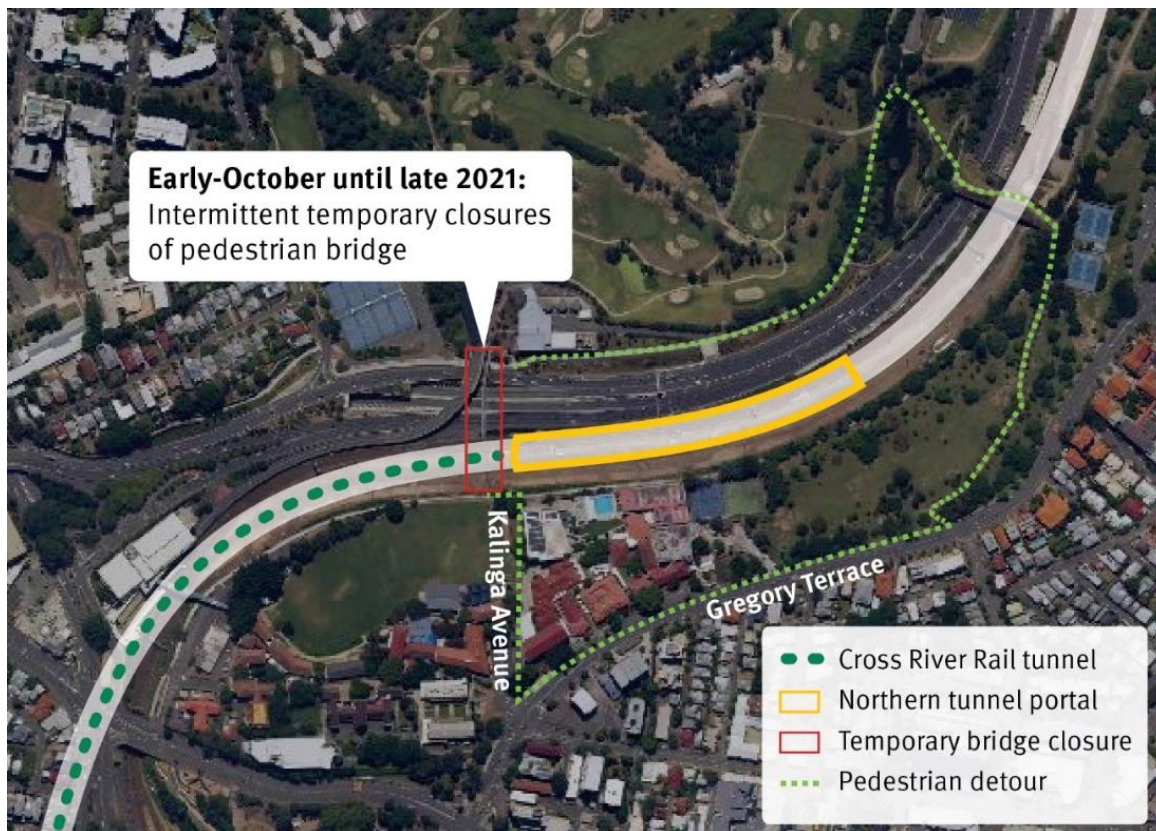 Early-October until late 2021:
Intermittent temporary closures
of pedestrian bridge
Kalinga Avenue
Gregory Terrace
Cross River Rail tunnel
Northern tunnel portal
Temporary bridge closure
Pedestrian detour